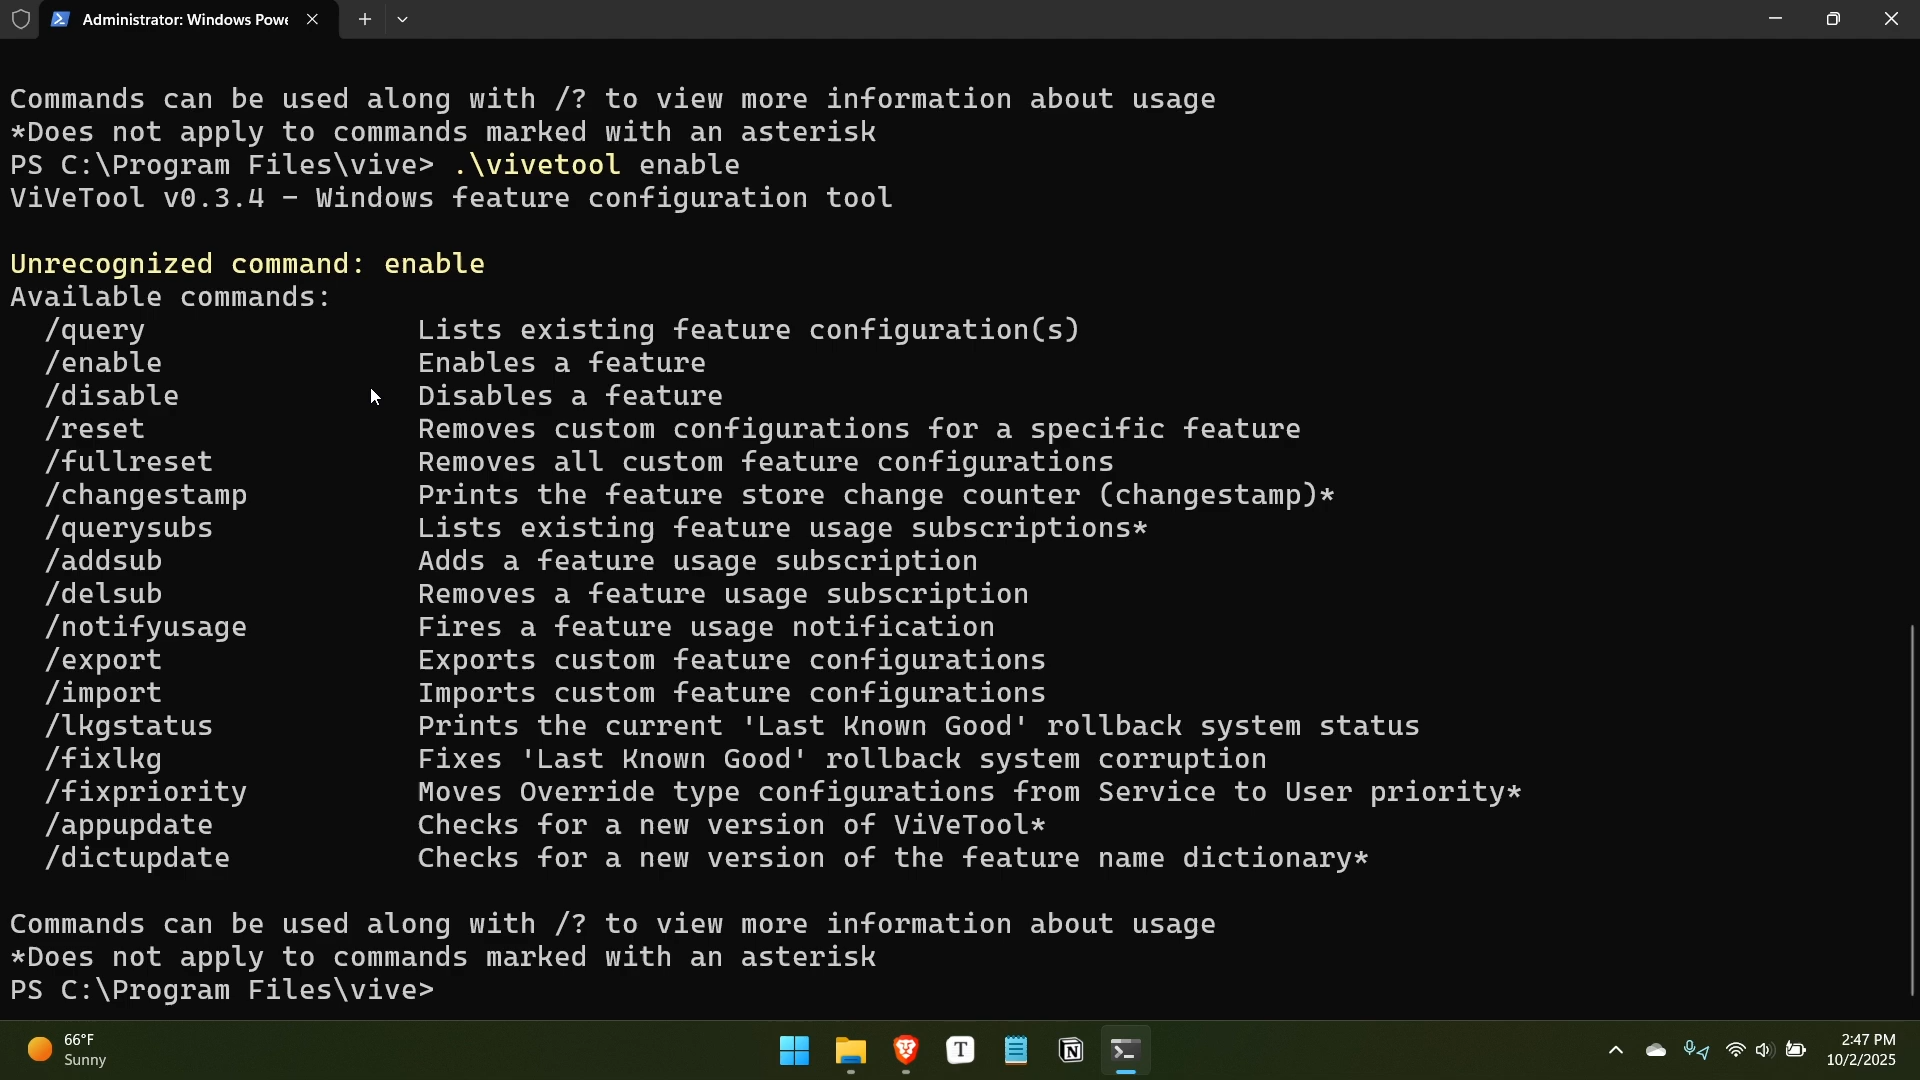 Administrator: Windows Powe
Commands can be used along with /? to view more information about usage
*Does not apply to commands marked with an asterisk
PS C:\Program Files\vive> .\vivetool enable
ViVeTool v0.3.4 - Windows feature configuration tool
Unrecognized command: enable
Available commands:
/query Lists existing feature configuration(s)
/enable Enables a feature
/disable Disables a feature
/reset Removes custom configurations for a specific feature
/fullreset Removes all custom feature configurations
/changestamp Prints the feature store change counter (changestamp)*
/querysubs Lists existing feature usage subscriptions*
/addsub Adds a feature usage subscription
/delsub Removes a feature usage subscription
/notifyusage Fires a feature usage notification
/export Exports custom feature configurations
/import Imports custom feature configurations
/lkgstatus Prints the current 'Last Known Good' rollback system status
/fixlkg Fixes 'Last Known Good' rollback system corruption
/fixpriority Moves Override type configurations from Service to User priority*
/appupdate Checks for a new version of ViVeTool*
/dictupdate Checks for a new version of the feature name dictionary*
Commands can be used along with /? to view more information about usage
*Does not apply to commands marked with an asterisk
PS C:\Program Files\vive>
66°F
Sunny
T
N
2:47 PM
10/2/2025